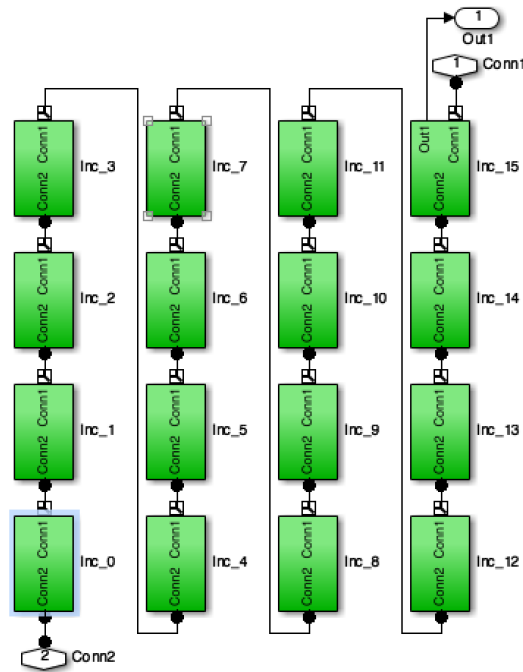 1
Out1
1
Conn1
Conn1
Conn2
Inc_3
Conn1
Conn2
Inc_7
Conn1
Conn2
Inc_11
Out1
Conn1
Conn2
Inc_15
Conn1
Conn2
Inc_2
Conn1
Conn2
Inc_6
Conn1
Conn2
Inc_10
Conn1
Conn2
Inc_14
Conn1
Conn2
Inc_1
Conn1
Conn2
Inc_5
Conn1
Conn2
Inc_9
Conn1
Conn2
Inc_13
Conn1
Conn2
Inc_0
Conn1
Conn2
Inc_4
Conn1
Conn2
Inc_8
Conn1
Conn2
Inc_12
2
Conn2